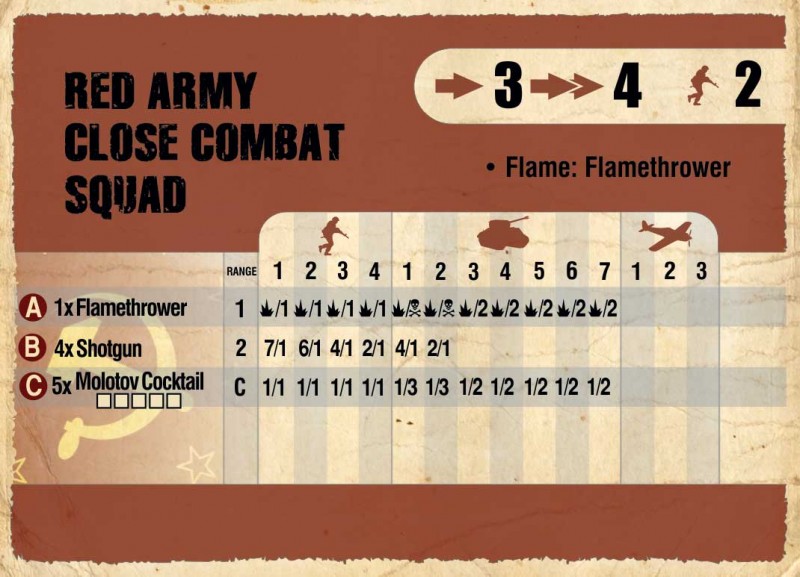 RED ARMY
CLOSE COMBAT
SQUAD
3 4 2
• Flame: Flamethrower
RANGE 1 2 3 4 1 2 3 4 5 6 7 1 2 3
A 1x Flamethrower 1 /1 /1 /1 /1 / / /2 /2 /2 /2 /2
B 4x Shotgun 2 7/1 6/1 4/1 2/1 4/1 2/1
C 5x Molotov Cocktail C 1/1 1/1 1/1 1/1 1/3 1/3 1/2 1/2 1/2 1/2 1/2